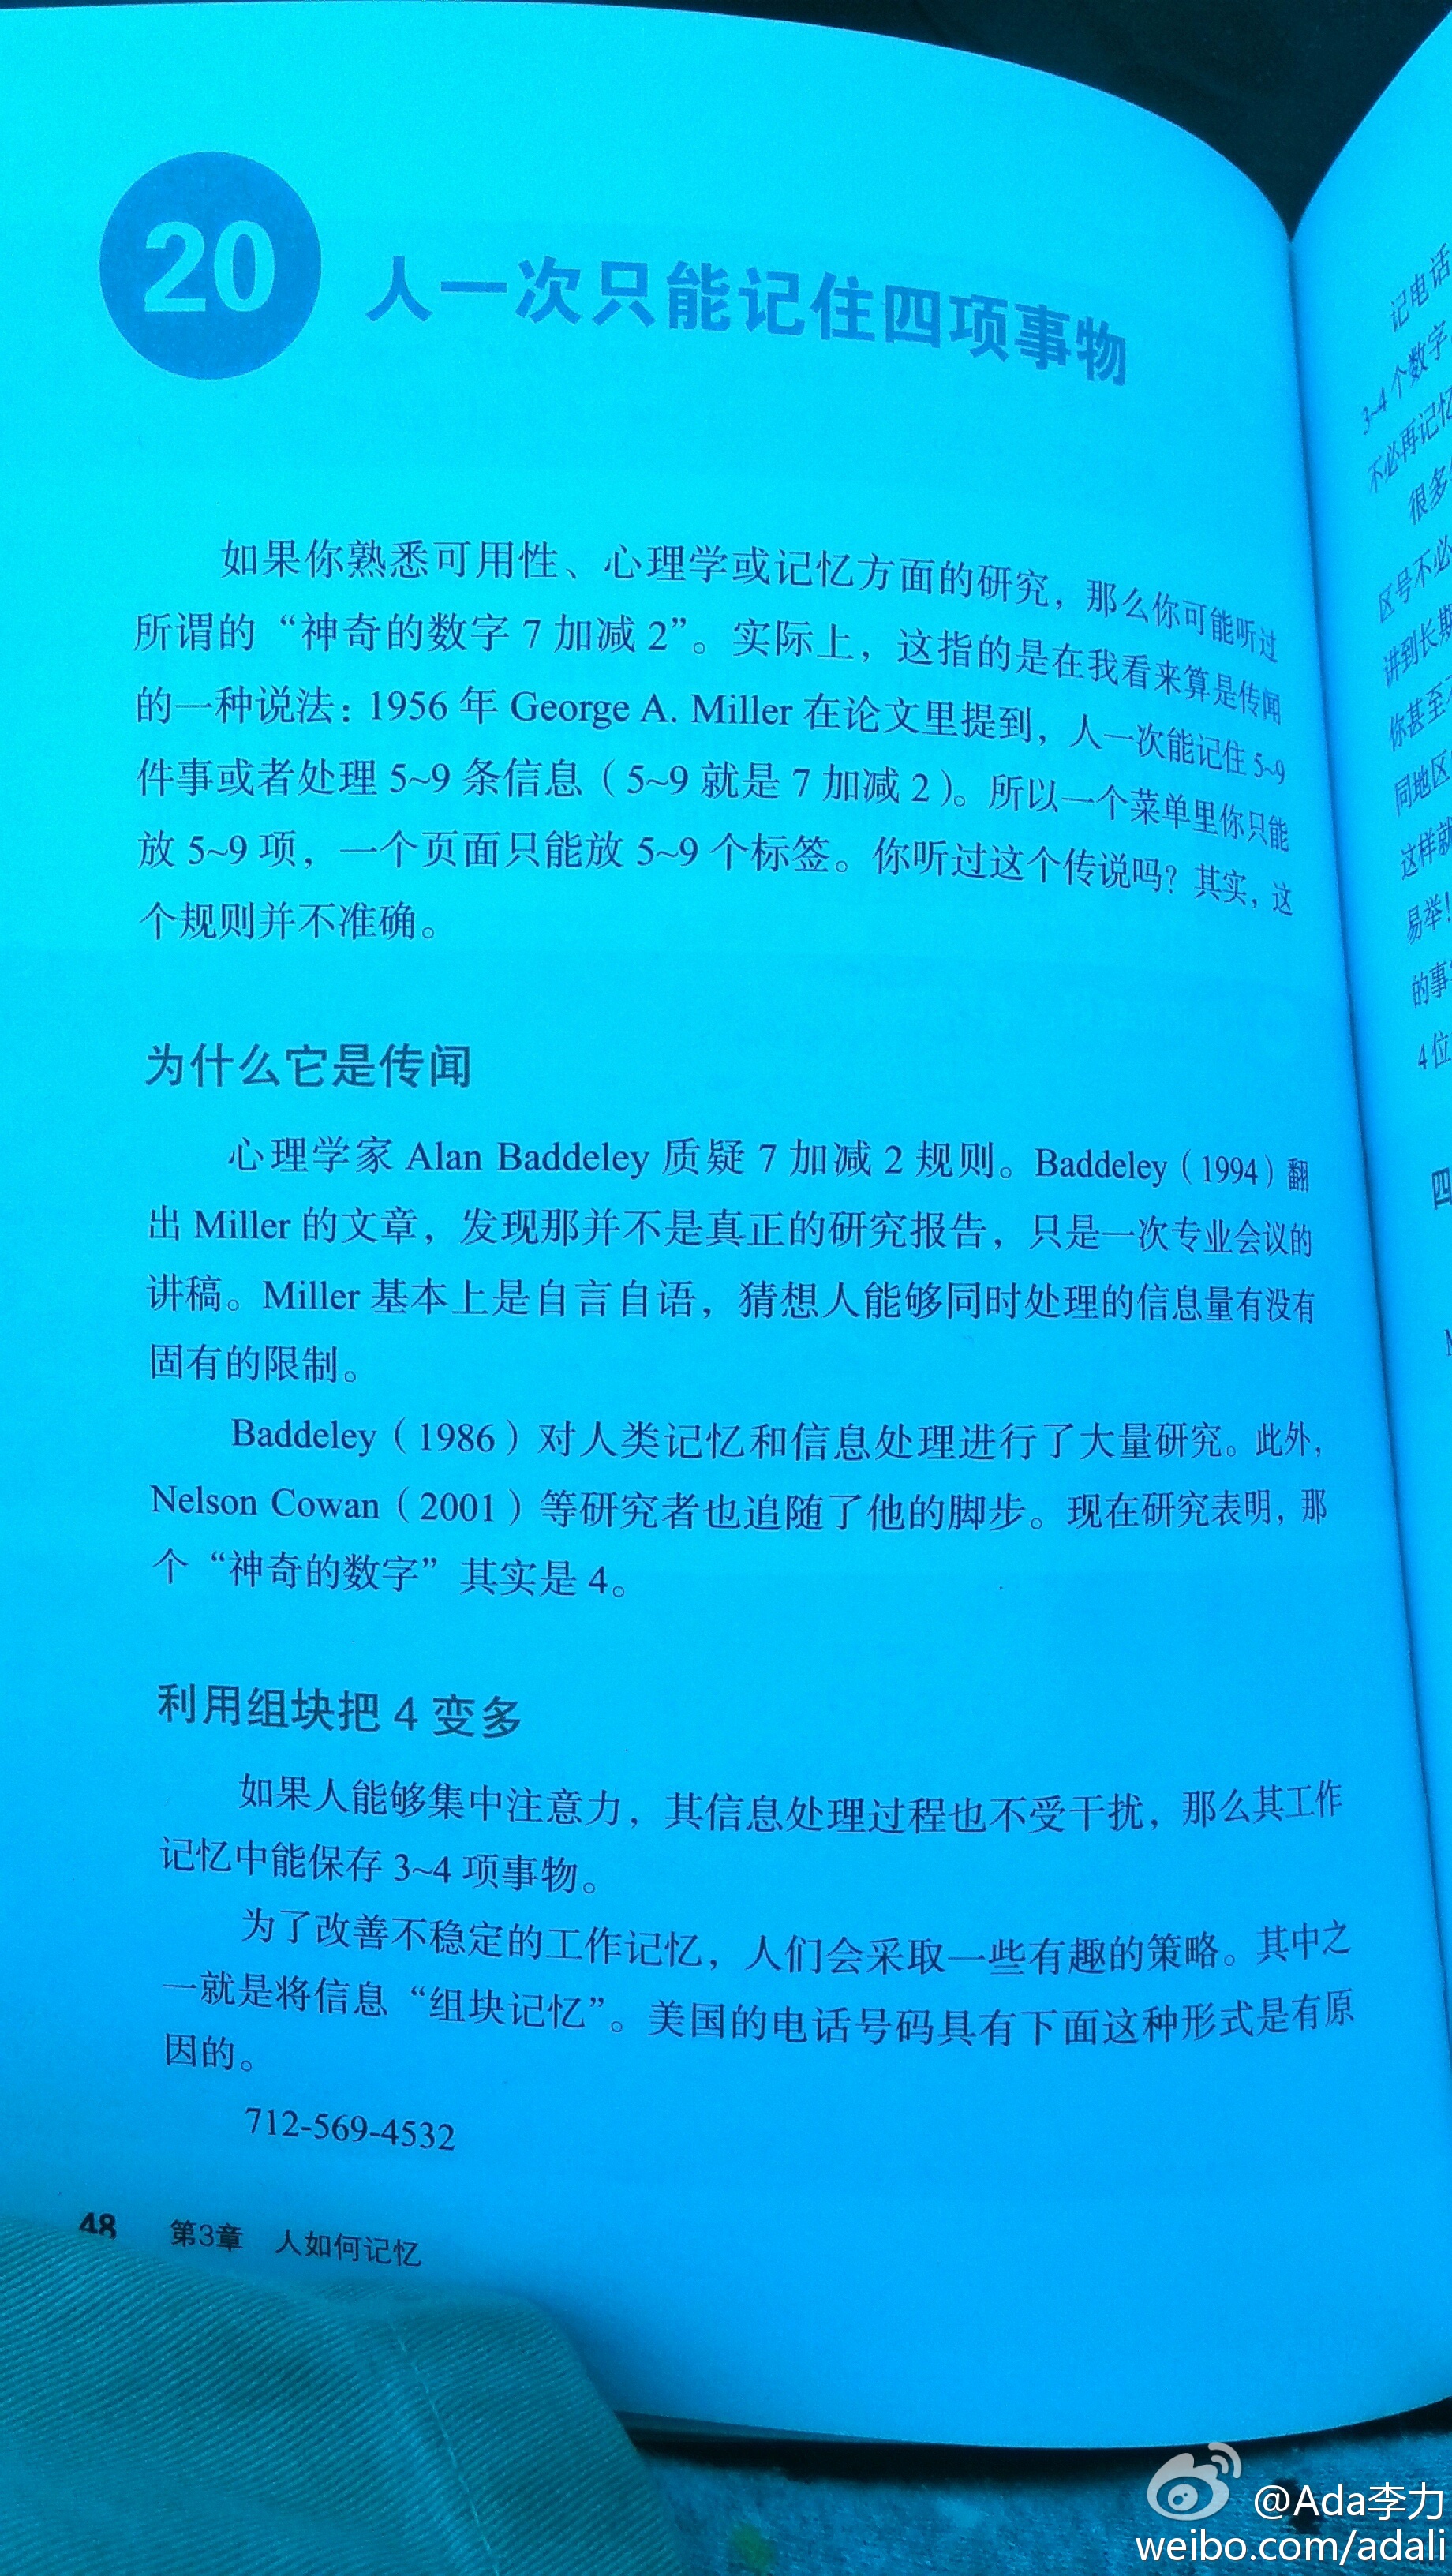 20
人一次只能记住四项事物
如果你熟悉可用性、心理学或记忆方面的研究，那么你可能听过
所谓的“神奇的数字 7 加减 2”。实际上，这指的是在我看来算是传闻
的一种说法：1956 年 George A. Miller 在论文里提到，人一次能记住 5~9
件事或者处理 5~9 条信息（5~9 就是 7 加减 2）。所以一个菜单里你只能
放 5~9 项，一个页面只能放 5~9 个标签。你听过这个传说吗？其实，这
个规则并不准确。
为什么它是传闻
心理学家 Alan Baddeley 质疑 7 加减 2 规则。Baddeley（1994）翻
出 Miller 的文章，发现那并不是真正的研究报告，只是一次专业会议的
讲稿。Miller 基本上是自言自语，猜想人能够同时处理的信息量有没有
固有的限制。
Baddeley（1986）对人类记忆和信息处理进行了大量研究。此外，
Nelson Cowan（2001）等研究者也追随了他的脚步。现在研究表明，那
个“神奇的数字”其实是 4。
利用组块把 4 变多
如果人能够集中注意力，其信息处理过程也不受干扰，那么其工作
记忆中能保存 3~4 项事物。
为了改善不稳定的工作记忆，人们会采取一些有趣的策略。其中之
一就是将信息“组块记忆”。美国的电话号码具有下面这种形式是有原
因的。
712-569-4532
48 第3章 人如何记忆
记电话
3~4 个数字
不必再记忆
很多
区号不必
讲到长期
你甚至
同地区
这样就
易举！
的事
4 位
四
@Ada李力
weibo.com/adali